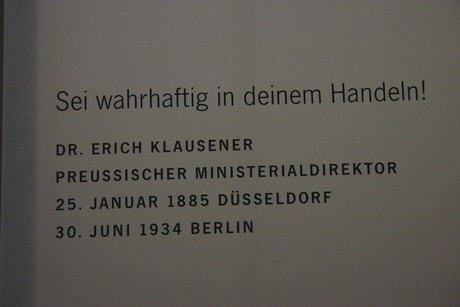 Sei wahrhaftig in deinem Handeln!
DR. ERICH KLAUSENER
PREUSSISCHER MINISTERIALDIREKTOR
25. JANUAR 1885 DÜSSELDORF
30. JUNI 1934 BERLIN